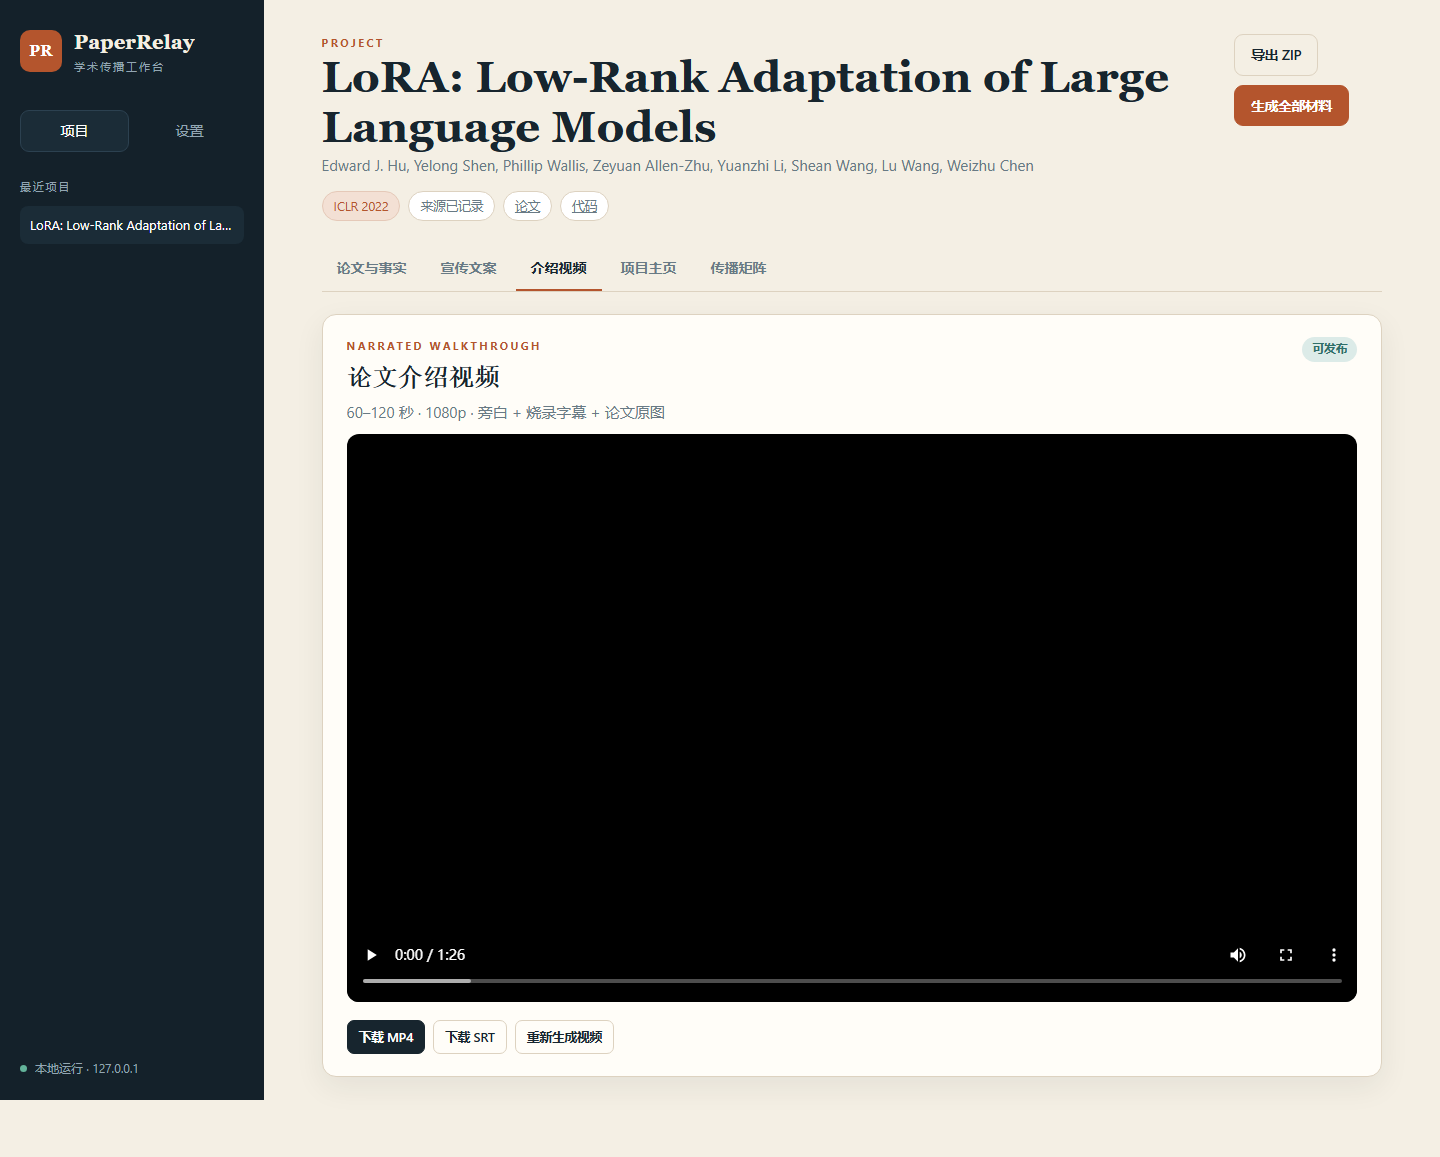 PR
PaperRelay
学术传播工作台
项目
设置
最近项目
LoRA: Low-Rank Adaptation of La...
本地运行 · 127.0.0.1
PROJECT
LoRA: Low-Rank Adaptation of Large
Language Models
Edward J. Hu, Yelong Shen, Phillip Wallis, Zeyuan Allen-Zhu, Yuanzhi Li, Shean Wang, Lu Wang, Weizhu Chen
ICLR 2022
来源已记录
论文
代码
导出 ZIP
生成全部材料
论文与事实
宣传文案
介绍视频
项目主页
传播矩阵
NARRATED WALKTHROUGH
论文介绍视频
60–120 秒 · 1080p · 旁白 + 烧录字幕 + 论文原图
可发布
0:00 / 1:26
下载 MP4
下载 SRT
重新生成视频